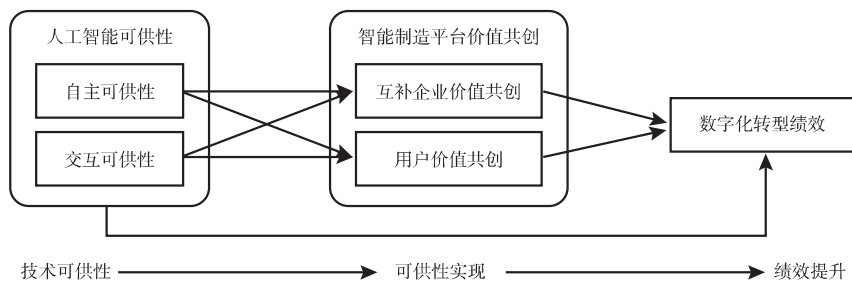 人工智能可供性
智能制造平台价值共创
自主可供性
互补企业价值共创
数字化转型绩效
交互可供性
用户价值共创
技术可供性
可供性实现
绩效提升